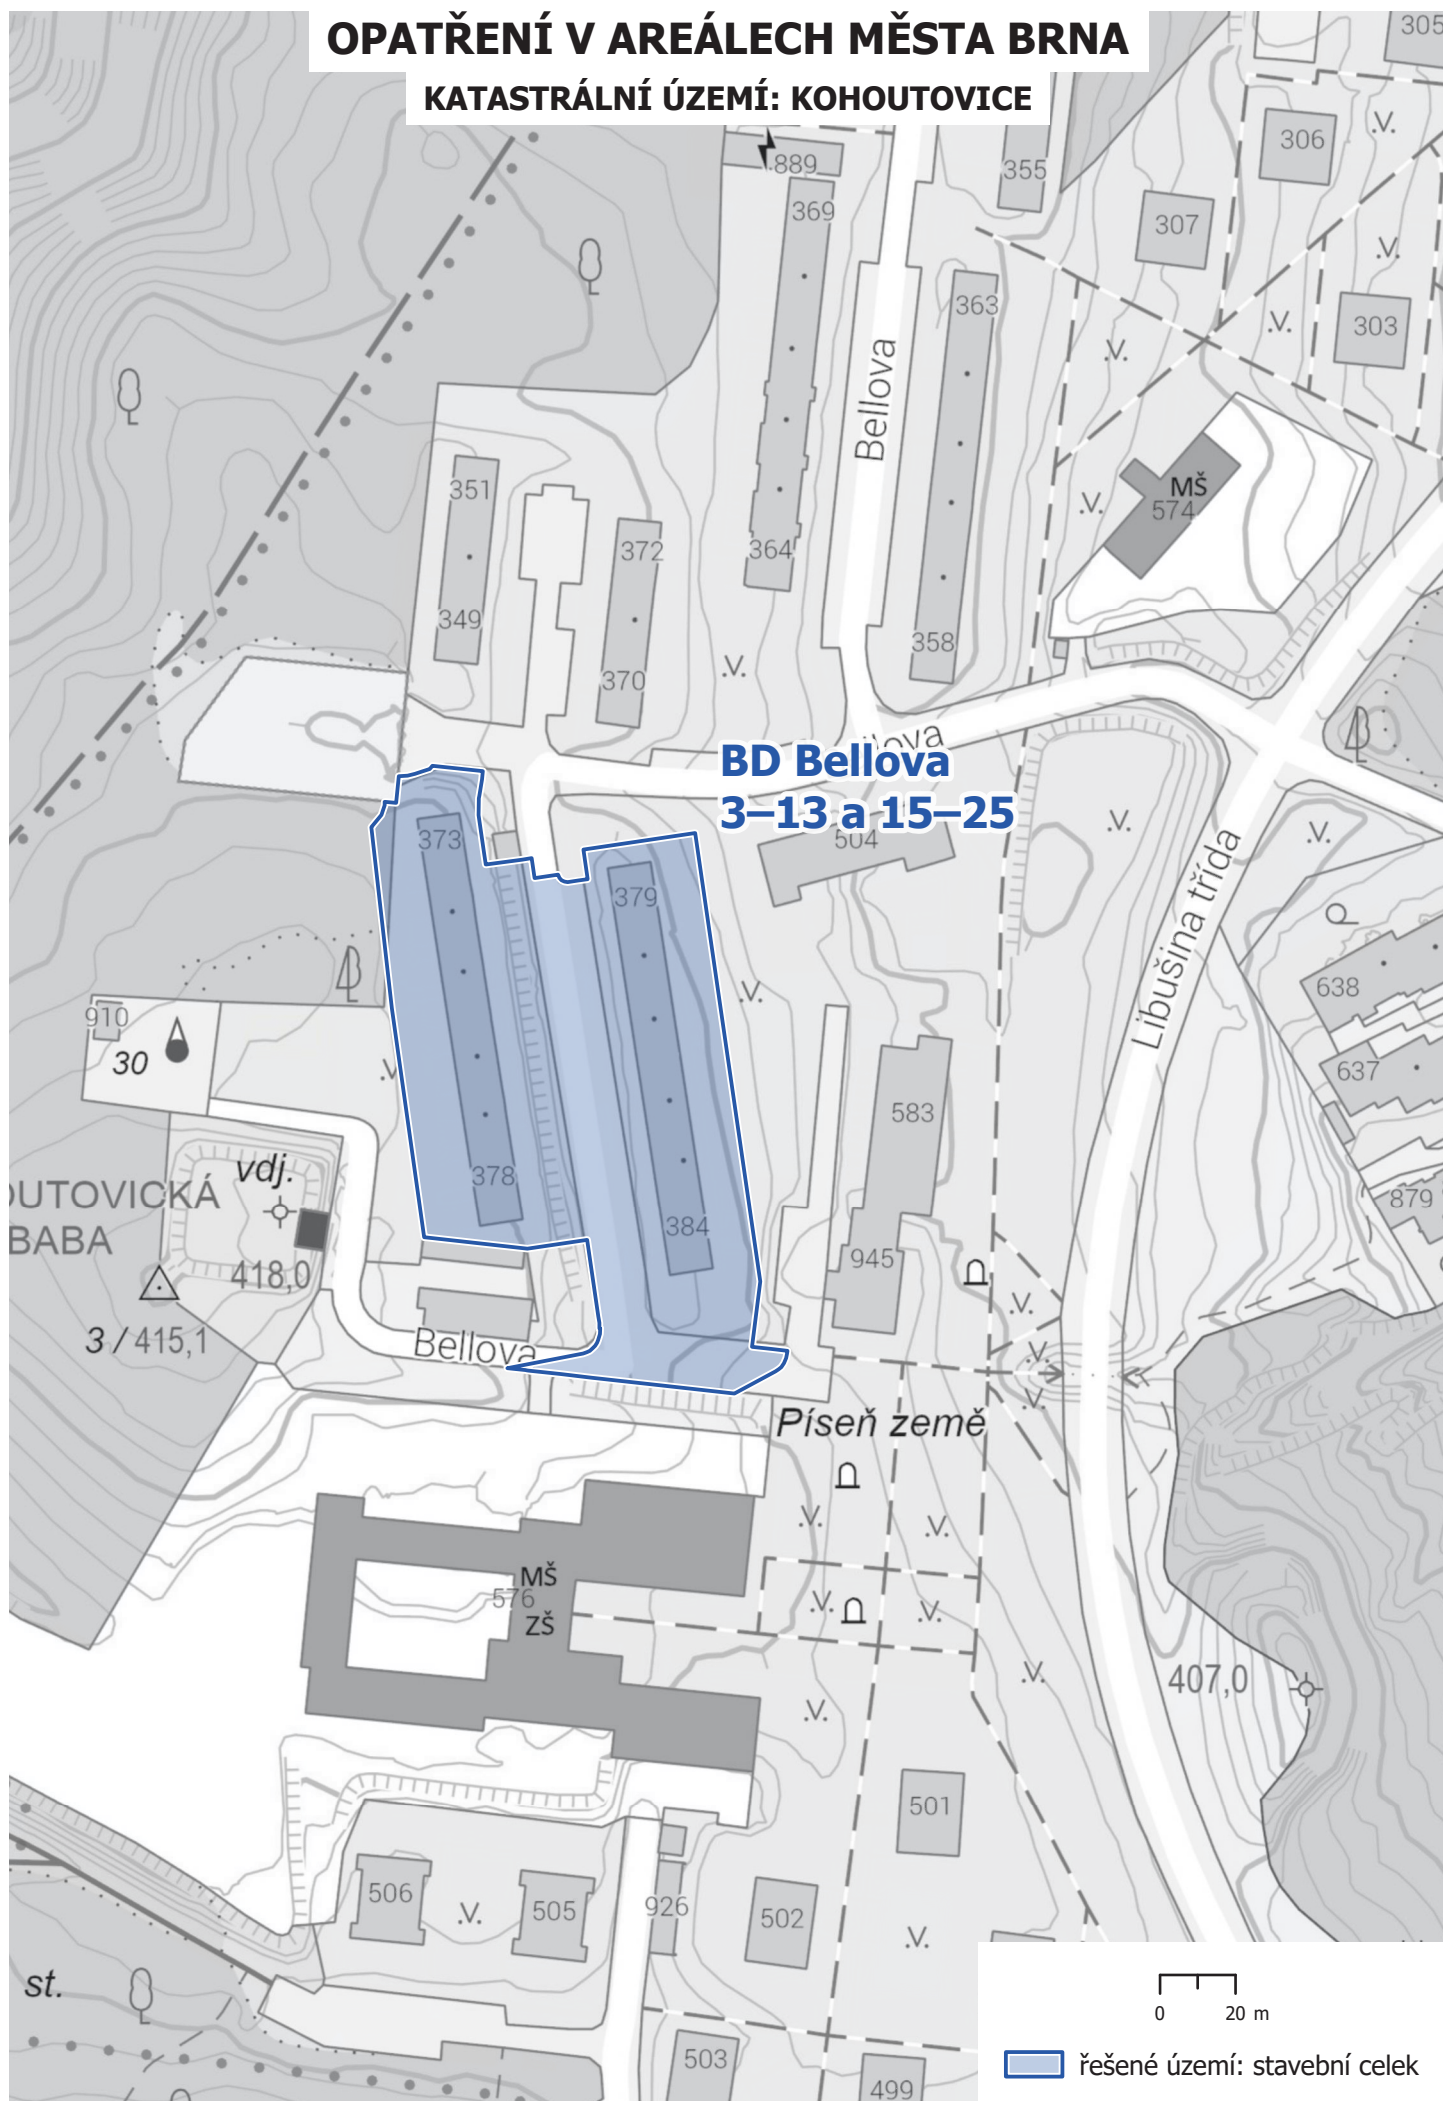 OPATŘENÍ V AREÁLECH MĚSTA BRNA
KATASTRÁLNÍ ÚZEMÍ: KOHOUTOVICE
305
306
889
355
369
307
363
303
Bellova
351
MŠ
574
372
364
349
358
370
BD Bellova
3–13 a 15–25
373
504
379
Libušina třída
638
910
30
637
583
vdj.
378
OUTOVICKÁ
BABA
879
384
945
418,0
3 / 415,1
Bellova
Píseň země
MŠ
576
ZŠ
407,0
501
506
505
926
502
st.
0 20 m
503
řešené území: stavební celek
499